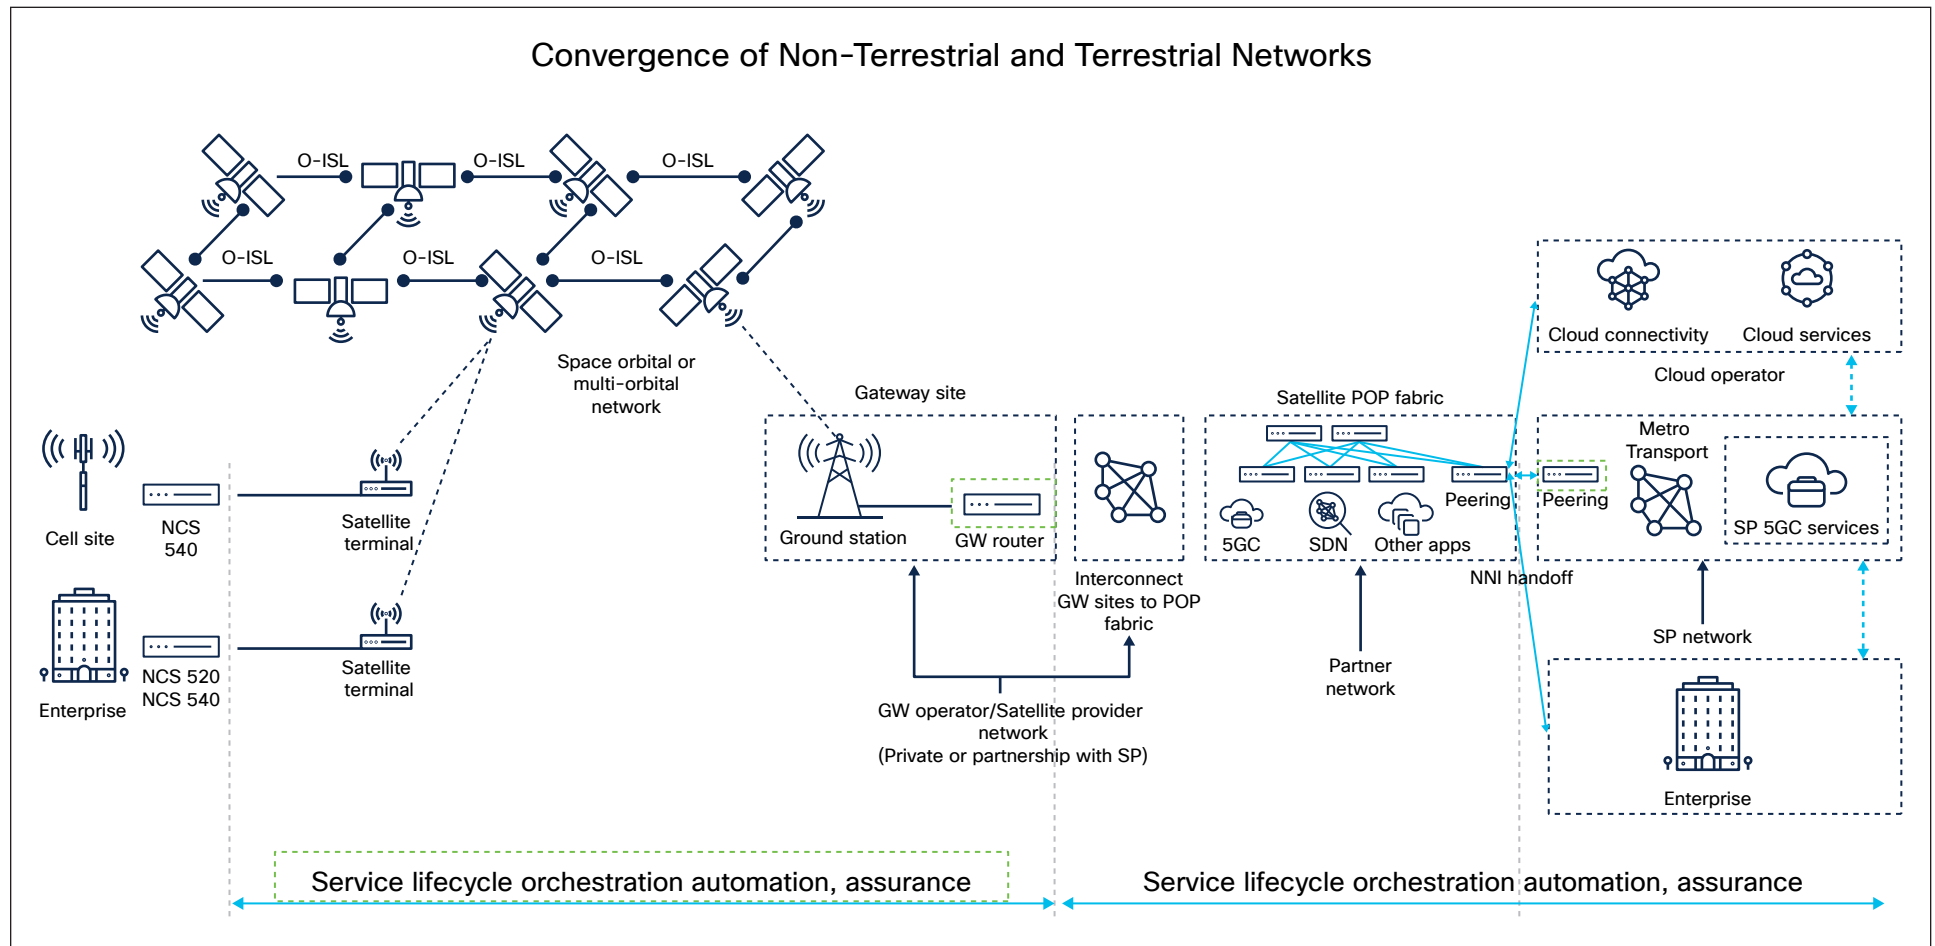 Convergence of Non-Terrestrial and Terrestrial Networks
O-ISL
O-ISL
O-ISL
O-ISL
O-ISL
O-ISL
Space orbital or
multi-orbital
network
Cell site
NCS
540
Satellite
terminal
Enterprise
NCS 520
NCS 540
Satellite
terminal
Gateway site
Ground station
GW router
Interconnect
GW sites to POP
fabric
GW operator/Satellite provider
network
(Private or partnership with SP)
Satellite POP fabric
Peering
5GC
SDN
Other apps
NNI handoff
Partner
network
Cloud connectivity
Cloud services
Cloud operator
Peering
Metro
Transport
SP 5GC services
SP network
Enterprise
Service lifecycle orchestration automation, assurance
Service lifecycle orchestration automation, assurance